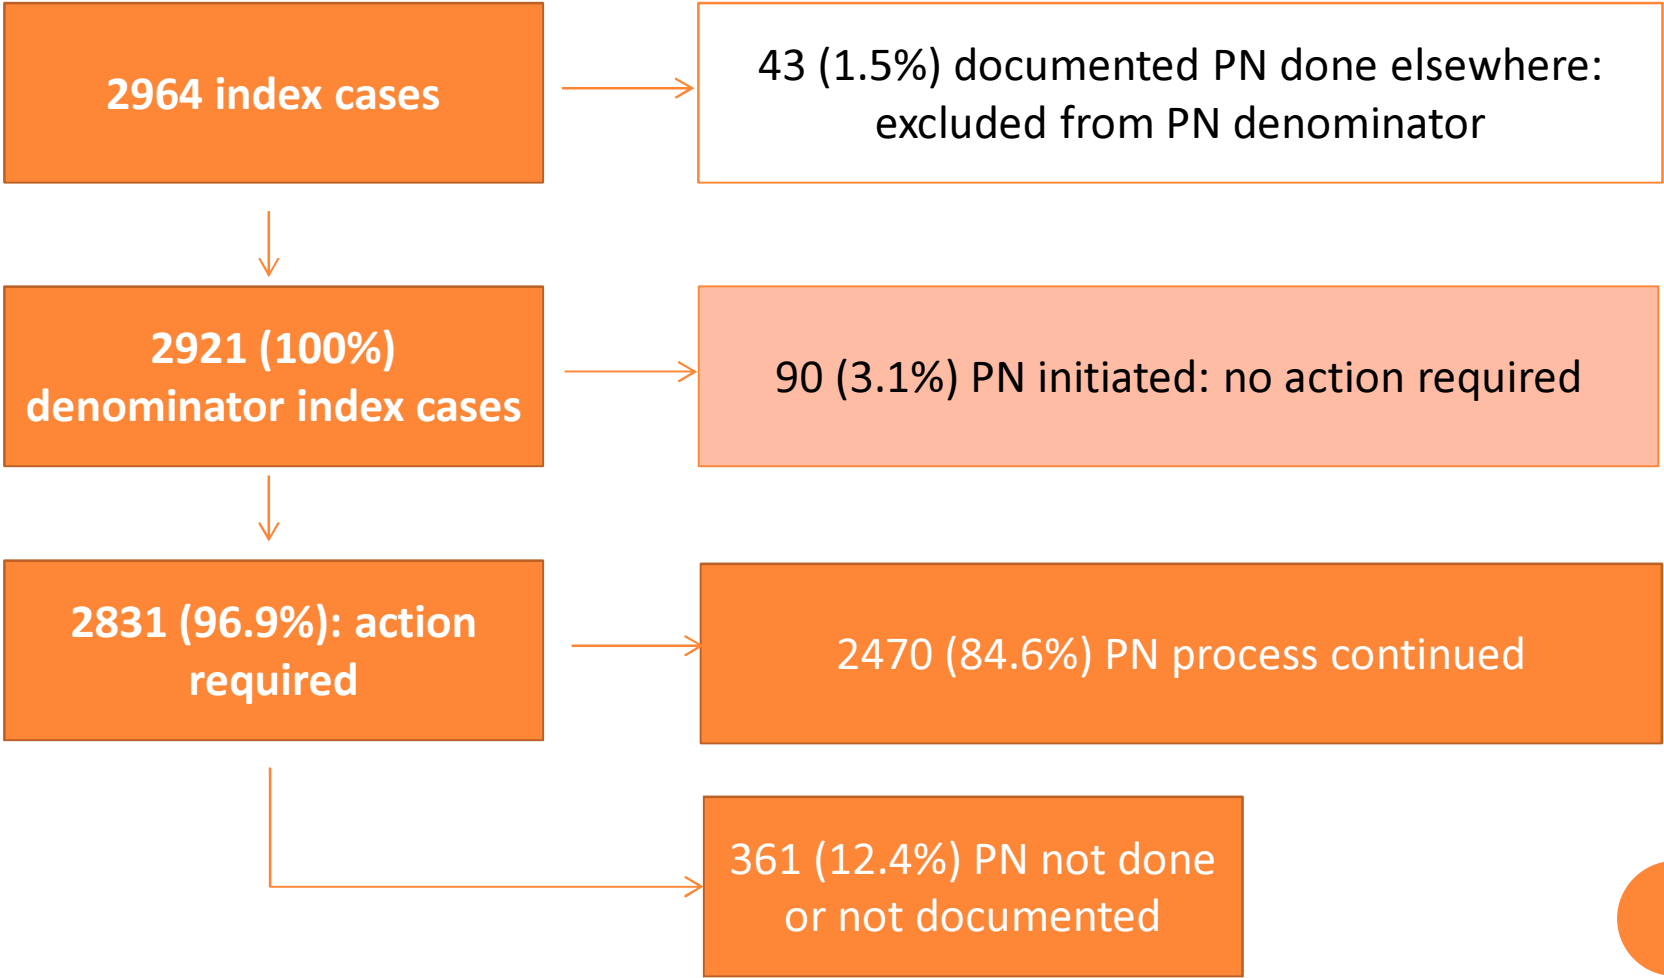 2964 index cases
43 (1.5%) documented PN done elsewhere:
excluded from PN denominator
2921 (100%)
denominator index cases
90 (3.1%) PN initiated: no action required
2831 (96.9%): action
required
2470 (84.6%) PN process continued
361 (12.4%) PN not done
or not documented